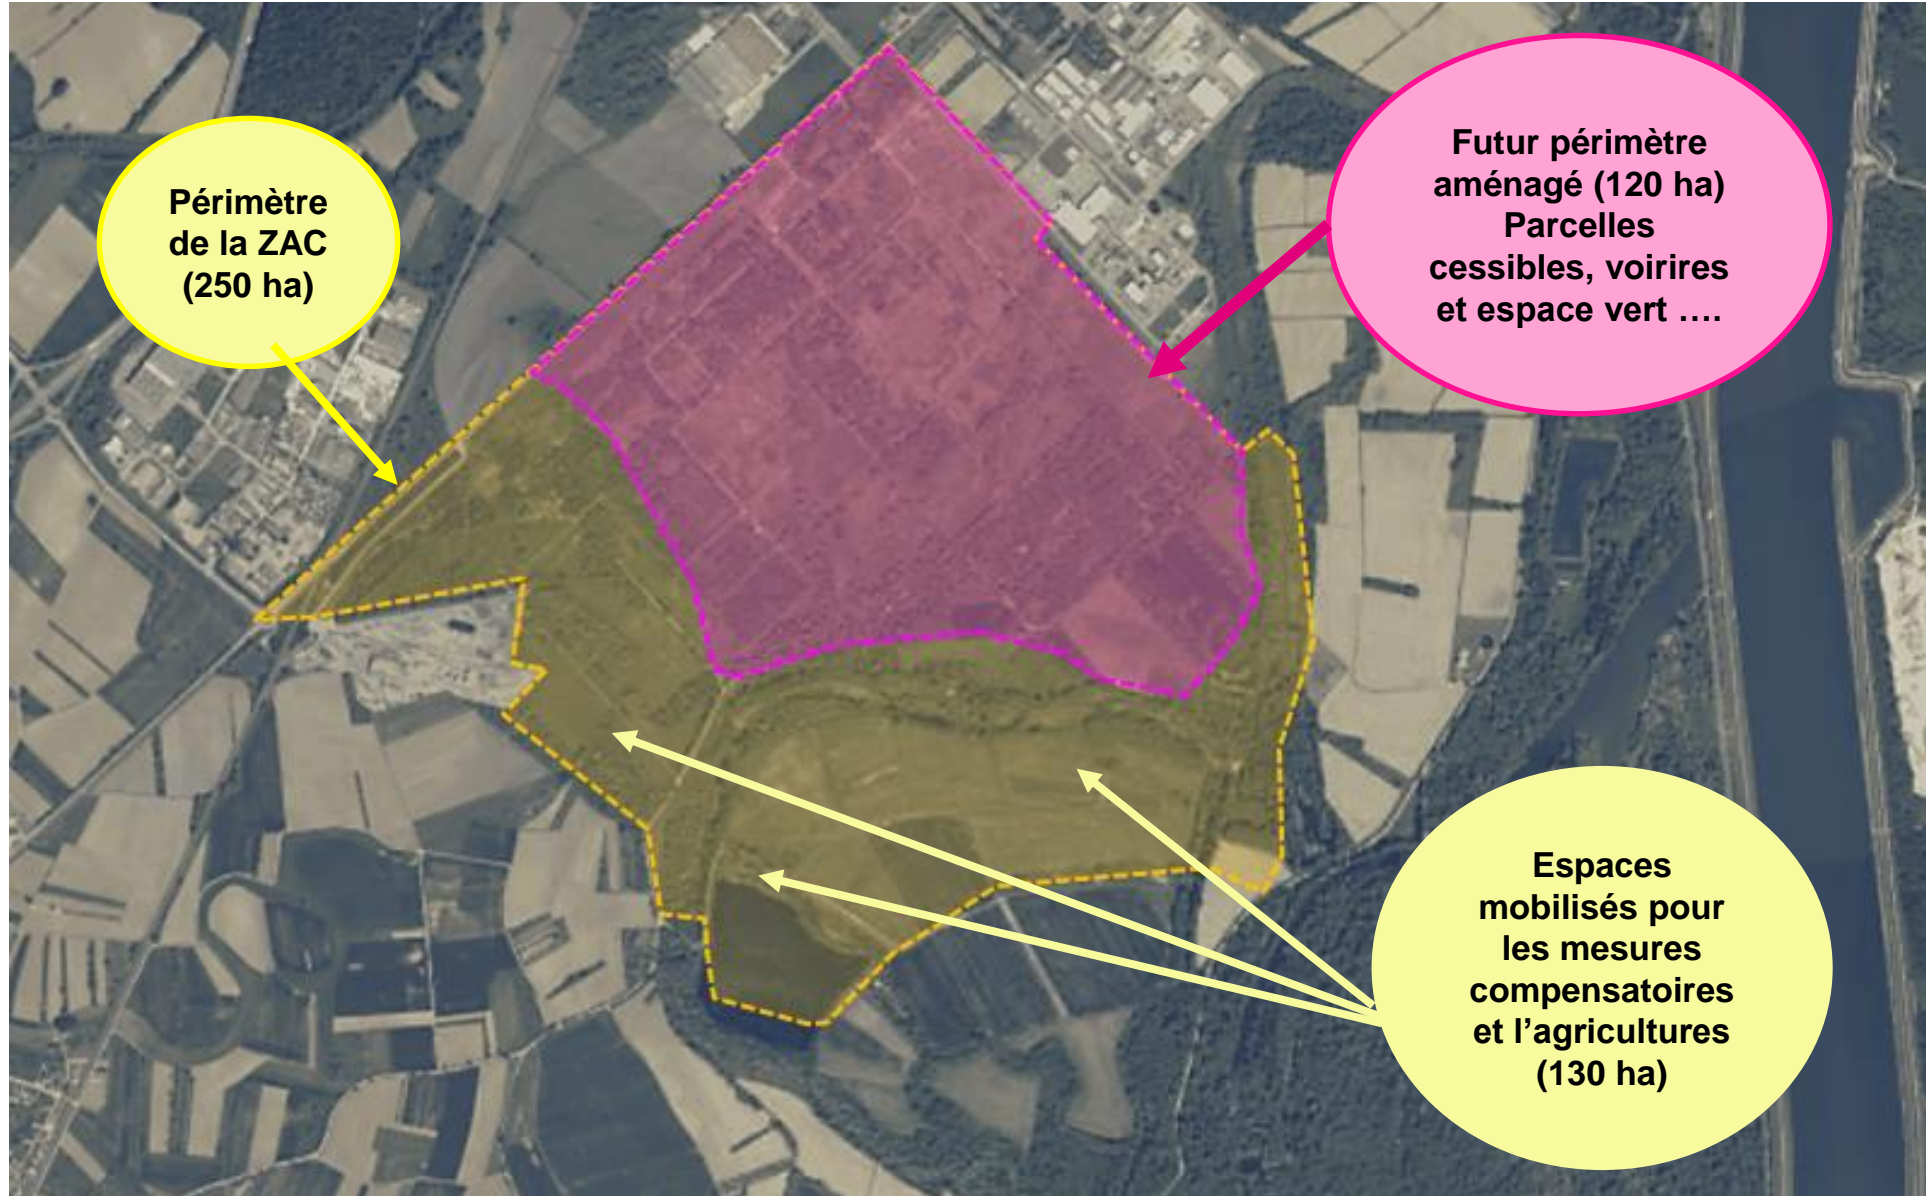 Périmètre
de la ZAC
(250 ha)
Futur périmètre
aménagé (120 ha)
Parcelles
cessibles, voirires
et espace vert ….
Espaces
mobilisés pour
les mesures
compensatoires
et l’agricultures
(130 ha)